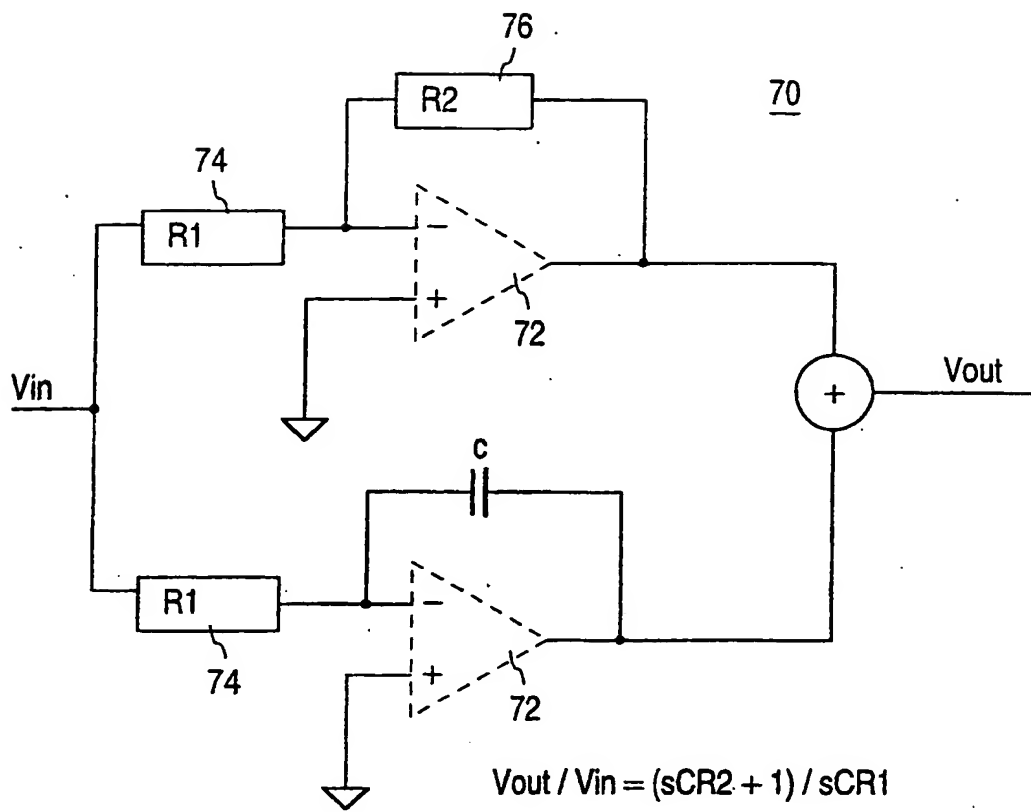 76
R2
70
74
R1
−
+
72
Vin
+
Vout
C
R1
74
−
+
72
Vout / Vin = (sCR2 + 1) / sCR1